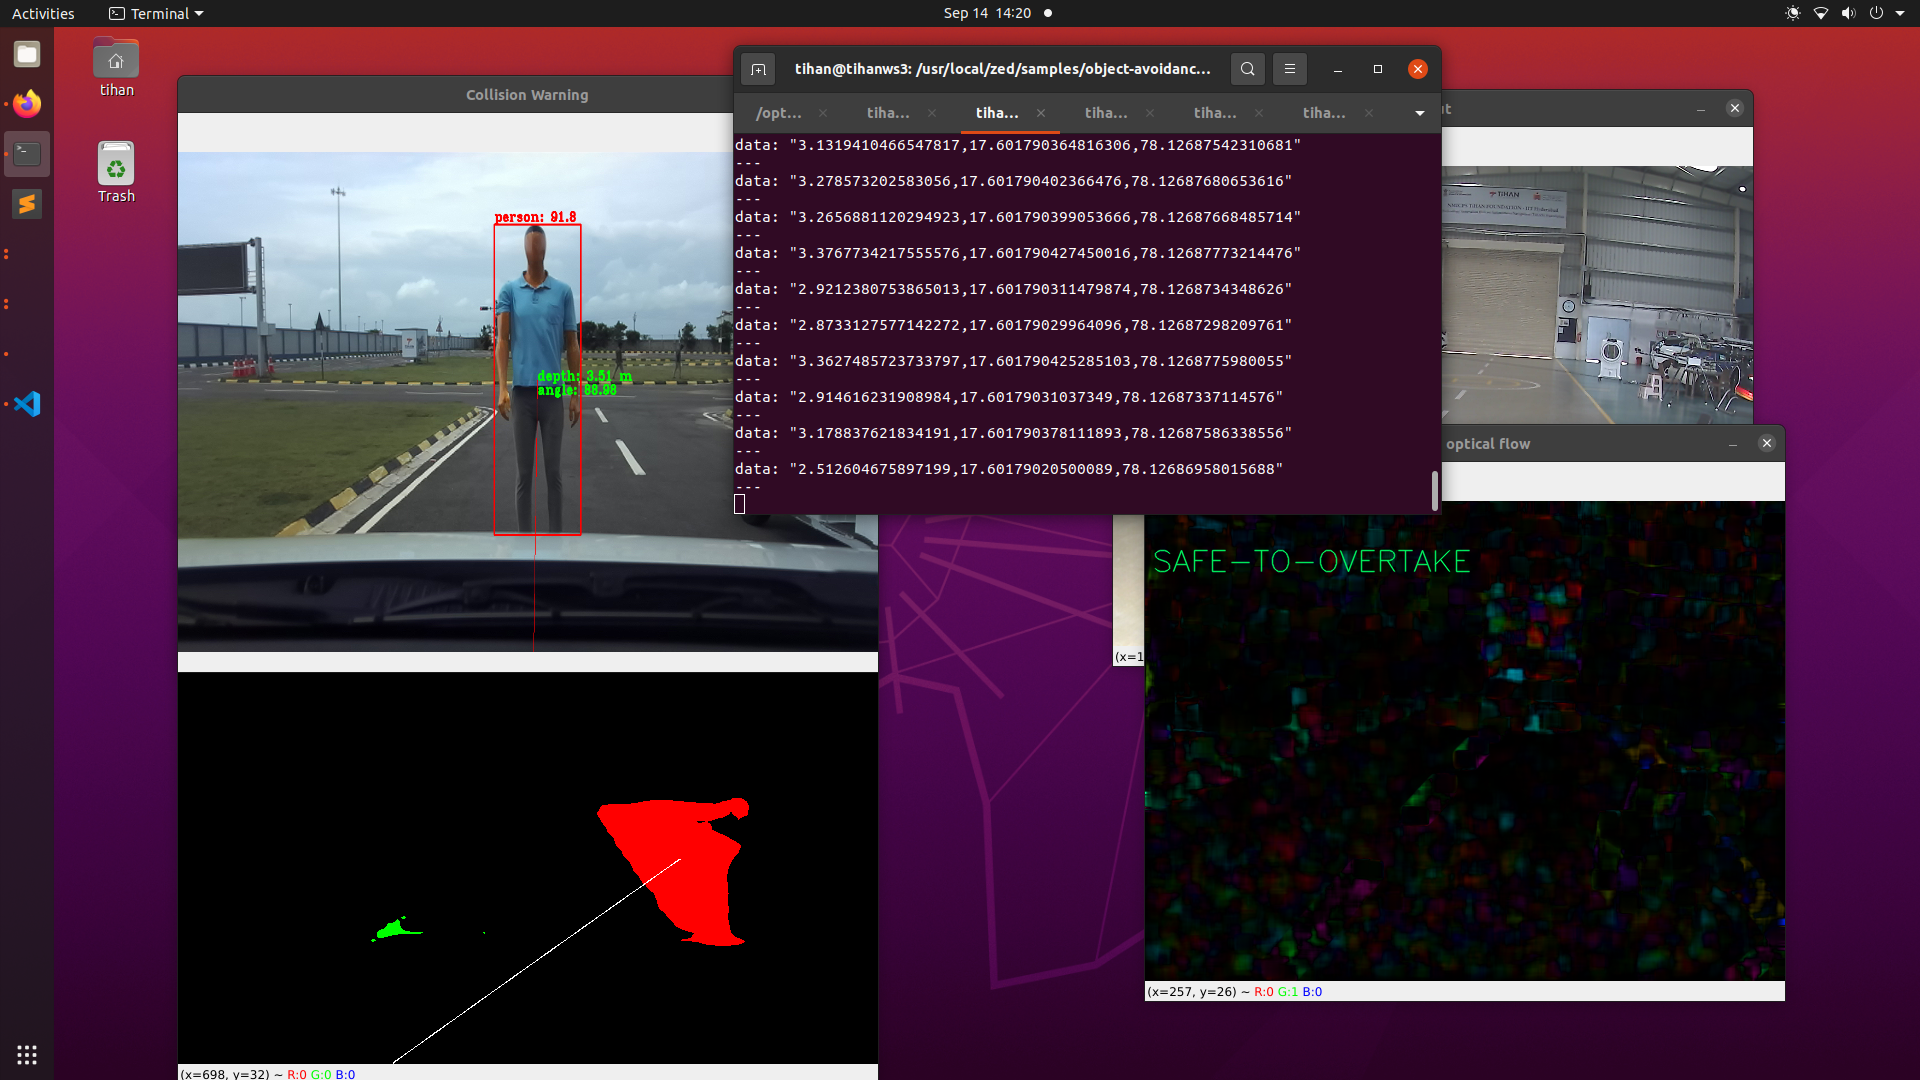 Activities
Terminal
Sep 14 14:20
tihan
Trash
Collision Warning
person: 91.8
depth: 3.51 m
angle: 88.98
(x=698, y=32) ~ R:0 G:0 B:0
tihan@tihanws3: /usr/local/zed/samples/object-avoidanc...
/opt... tiha... tiha... tiha... tiha... tiha...
data: "3.1319410466547817,17.601790364816306,78.12687542310681"
---
data: "3.278573202583056,17.601790402366476,78.12687680653616"
---
data: "3.2656881120294923,17.601790399053666,78.12687668485714"
---
data: "3.3767734217555576,17.601790427450016,78.12687773214476"
---
data: "2.9212380753865013,17.601790311479874,78.1268734348626"
---
data: "2.8733127577142272,17.60179029964096,78.12687298209761"
---
data: "3.3627485723733797,17.601790425285103,78.1268775980055"
---
data: "2.914616231908984,17.60179031037349,78.12687337114576"
---
data: "3.178837621834191,17.601790378111893,78.12687586338556"
---
data: "2.512604675897199,17.60179020500089,78.12686958015688"
---
TiHAN
(x=1
optical flow
SAFE-TO-OVERTAKE
(x=257, y=26) ~ R:0 G:1 B:0